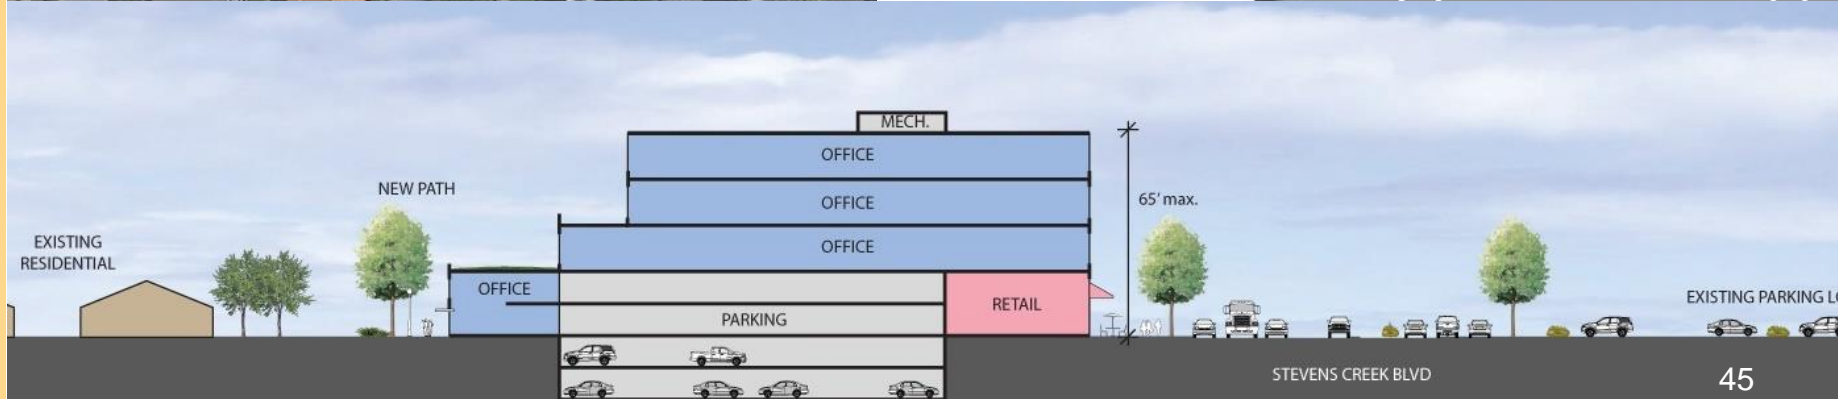 MECH.
OFFICE
NEW PATH
OFFICE
65' max.
EXISTING
RESIDENTIAL
OFFICE
OFFICE
RETAIL
EXISTING PARKING
PARKING
STEVENS CREEK BLVD
45